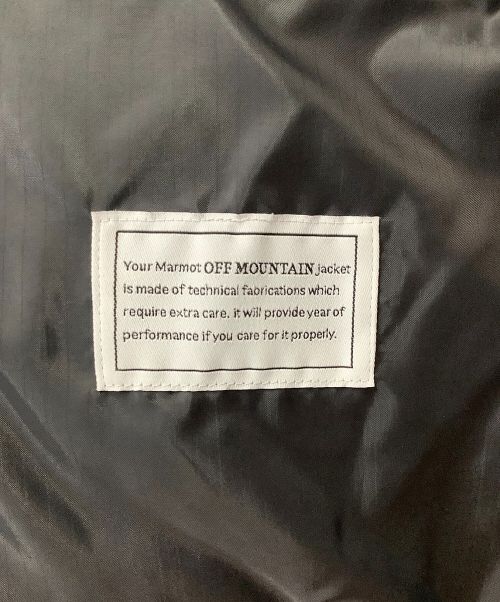 Your Marmot OFF MOUNTAIN jacket
is made of technical fabrications which
require extra care. it will provide year of
performance if you care for it properly.